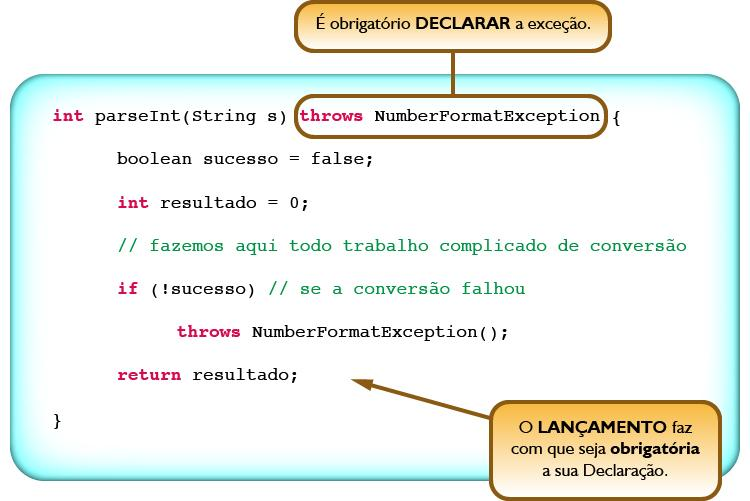 É obrigatório DECLARAR a exceção.
int parseInt(String s) throws NumberFormatException {
boolean sucesso = false;
int resultado = 0;
// fazemos aqui todo trabalho complicado de conversão
if (!sucesso) // se a conversão falhou
throws NumberFormatException();
return resultado;
}
O LANÇAMENTO faz
com que seja obrigatória
a sua Declaração.